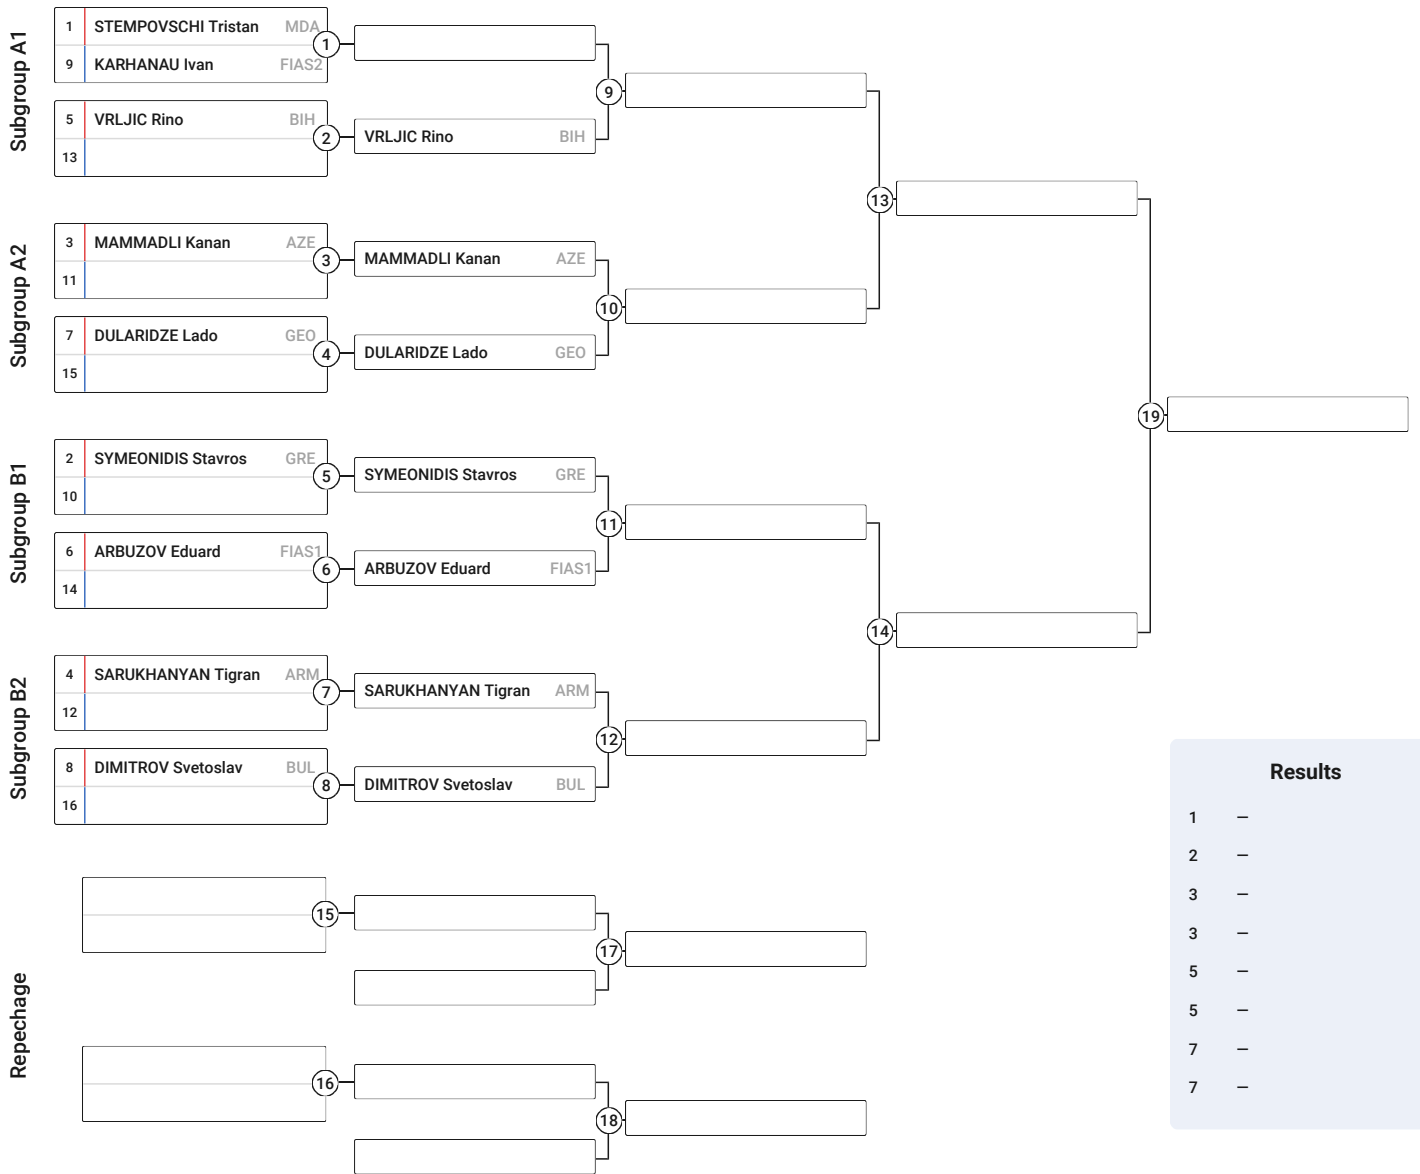 Subgroup A1
1 STEMPOVSCHI Tristan MDA
9 KARHANAU Ivan FIAS2
1
5 VRLJIC Rino BIH
13
2
VRLJIC Rino BIH
9
Subgroup A2
3 MAMMADLI Kanan AZE
11
3
MAMMADLI Kanan AZE
7 DULARIDZE Lado GEO
15
4
DULARIDZE Lado GEO
10
13
Subgroup B1
2 SYMEONIDIS Stavros GRE
10
5
SYMEONIDIS Stavros GRE
6 ARBUZOV Eduard FIAS1
14
6
ARBUZOV Eduard FIAS1
11
Subgroup B2
4 SARUKHANYAN Tigran ARM
12
7
SARUKHANYAN Tigran ARM
8 DIMITROV Svetoslav BUL
16
8
DIMITROV Svetoslav BUL
12
14
19
Repechage
15
17
16
18
Results
1 –
2 –
3 –
3 –
5 –
5 –
7 –
7 –